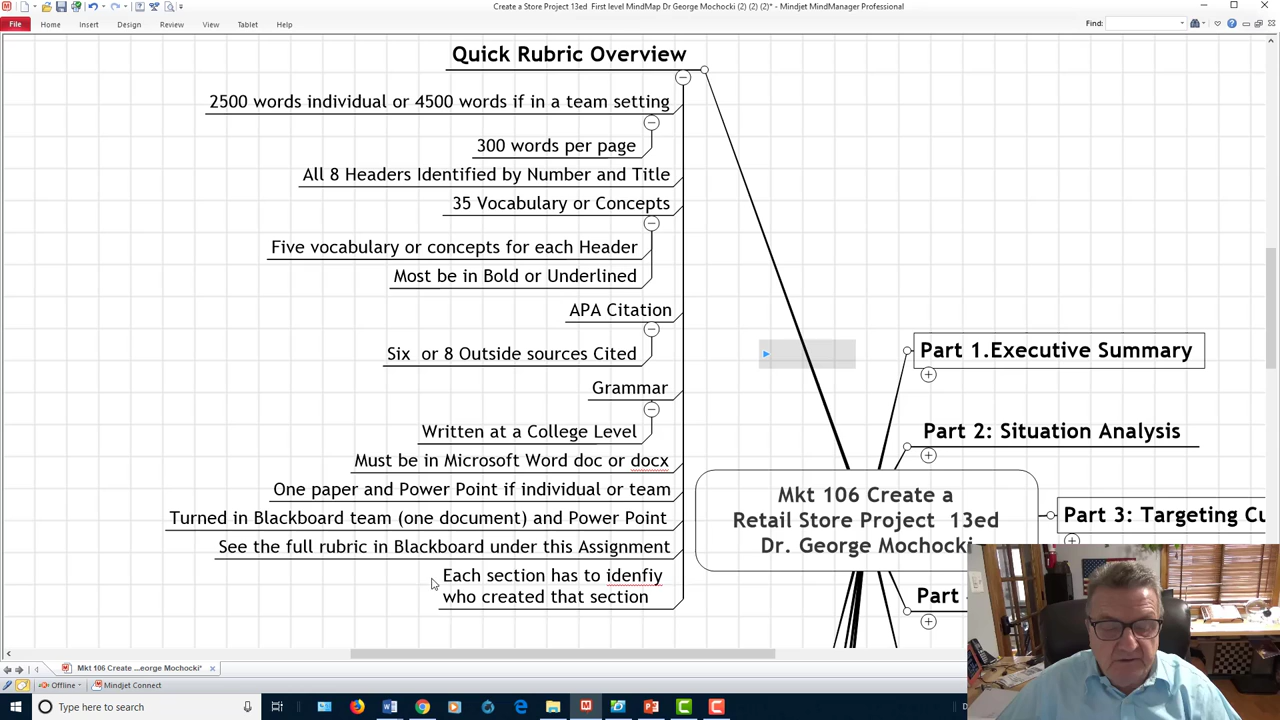 Create a Store Project 13ed First level MindMap Dr George Mochocki (2) (2) (2)* - Mindjet MindManager Professional
File Home Insert Design Review View Tablet Help Find:
Quick Rubric Overview
2500 words individual or 4500 words if in a team setting
300 words per page
All 8 Headers Identified by Number and Title
35 Vocabulary or Concepts
Five vocabulary or concepts for each Header
Most be in Bold or Underlined
APA Citation
Six or 8 Outside sources Cited
Grammar
Written at a College Level
Must be in Microsoft Word doc or docx
One paper and Power Point if individual or team
Turned in Blackboard team (one document) and Power Point
See the full rubric in Blackboard under this Assignment
Each section has to idenfiy
who created that section
Part 1.Executive Summary
Part 2: Situation Analysis
Mkt 106 Create a
Retail Store Project 13ed
Dr. George Mochocki
Part 3: Targeting Cu
Part
Mkt 106 Create ...eorge Mochocki*
Offline Mindjet Connect
Type here to search